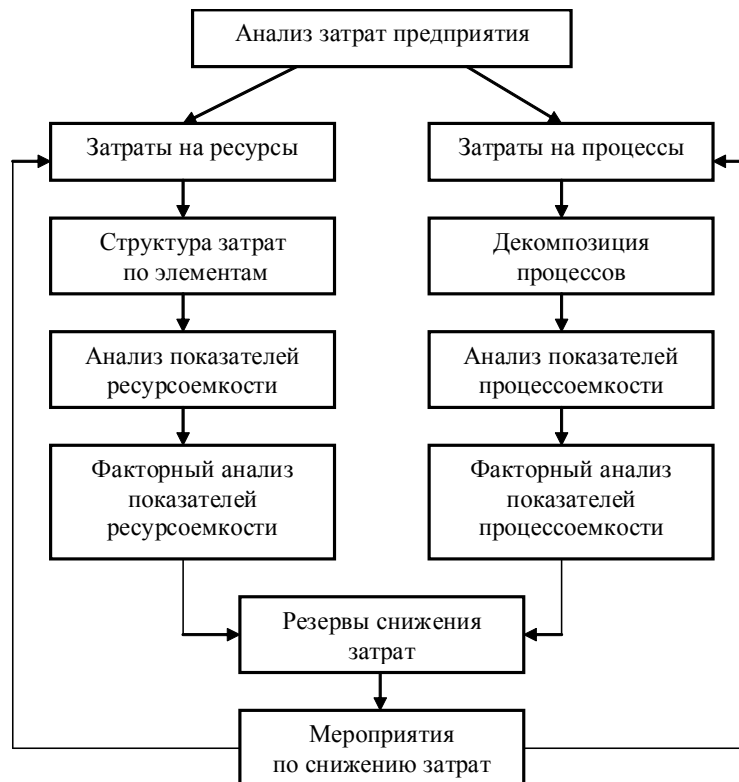 Анализ затрат предприятия
Затраты на ресурсы
Затраты на процессы
Структура затрат
по элементам
Декомпозиция
процессов
Анализ показателей
ресурсоемкости
Анализ показателей
процессоемкости
Факторный анализ
показателей
ресурсоемкости
Факторный анализ
показателей
процессоемкости
Резервы снижения
затрат
Мероприятия
по снижению затрат